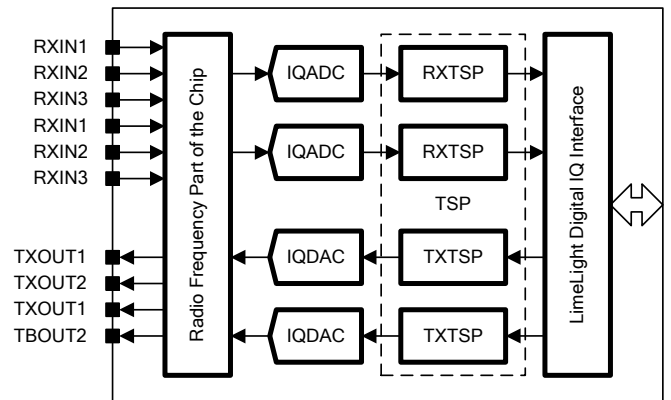 RXIN1
RXIN2
RXIN3
RXIN1
RXIN2
RXIN3
TXOUT1
TXOUT2
TXOUT1
TBOUT2
Radio Frequency Part of the Chip
IQADC
RXTSP
IQADC
RXTSP
TSP
IQDAC
TXTSP
IQDAC
TXTSP
LimeLight Digital IQ Interface